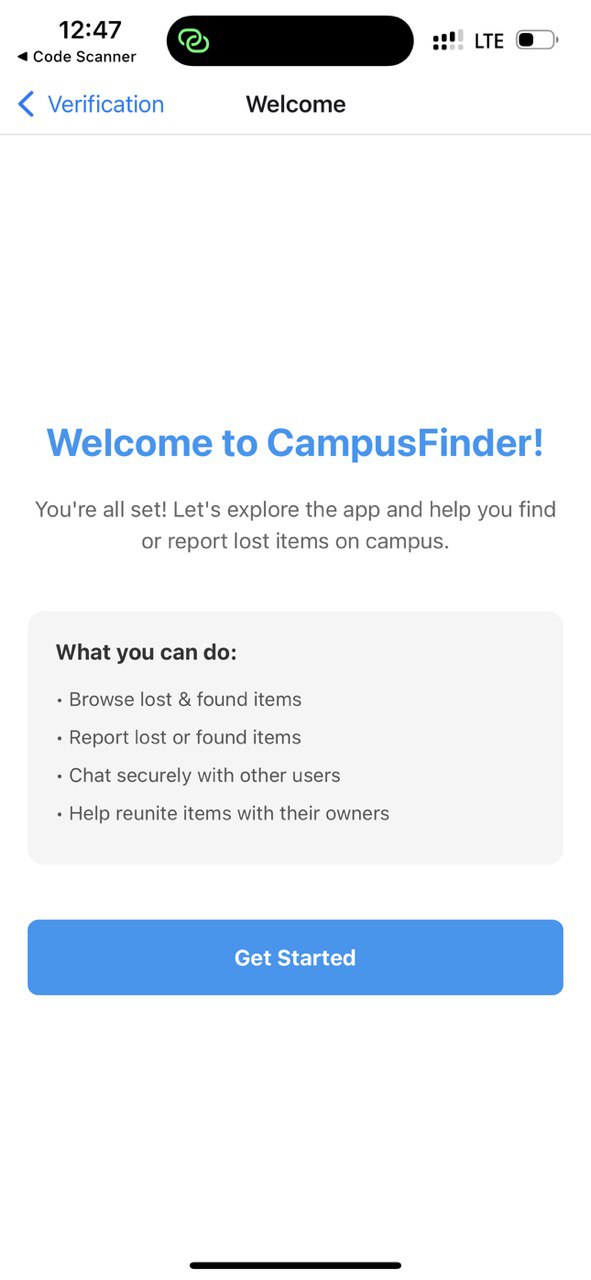 12:47
LTE
◀ Code Scanner
Verification
Welcome
Welcome to CampusFinder!
You're all set! Let's explore the app and help you find
or report lost items on campus.
What you can do:
• Browse lost & found items
• Report lost or found items
• Chat securely with other users
• Help reunite items with their owners
Get Started